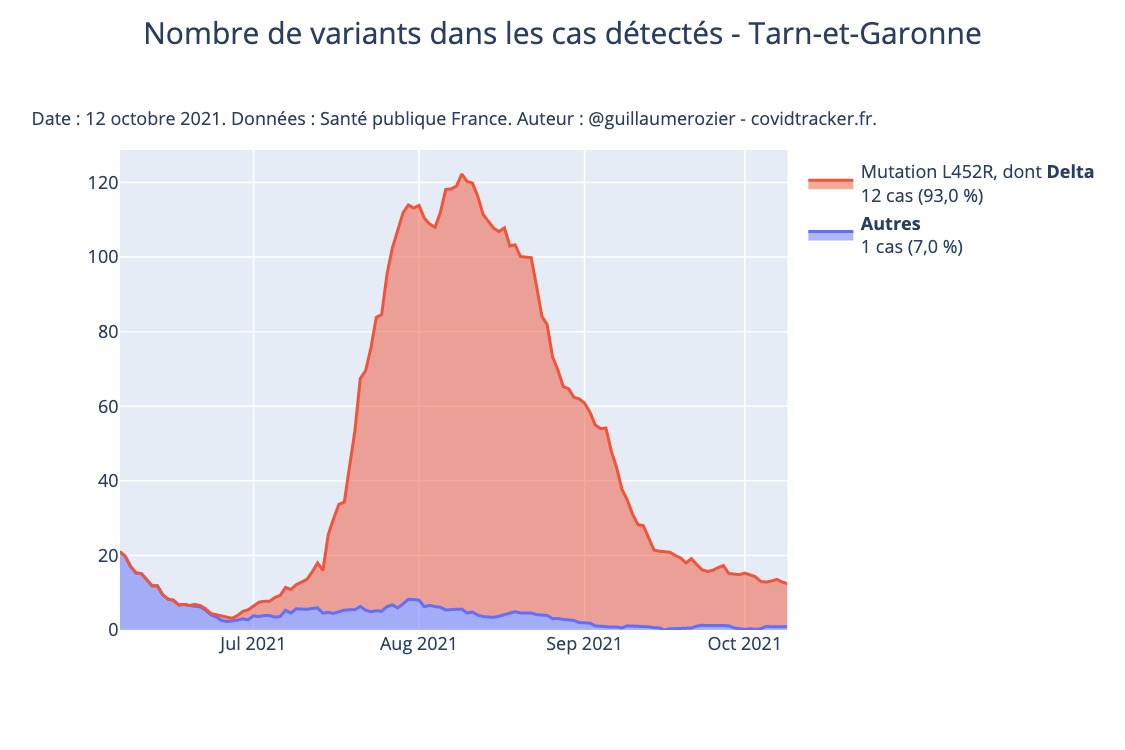 Nombre de variants dans les cas détectés - Tarn-et-Garonne
Date : 12 octobre 2021. Données : Santé publique France. Auteur : @guillaumerozier - covidtracker.fr.
Mutation L452R, dont Delta
12 cas (93,0 %)
Autres
1 cas (7,0 %)
120
100
80
60
40
20
0
Jul 2021
Aug 2021
Sep 2021
Oct 2021